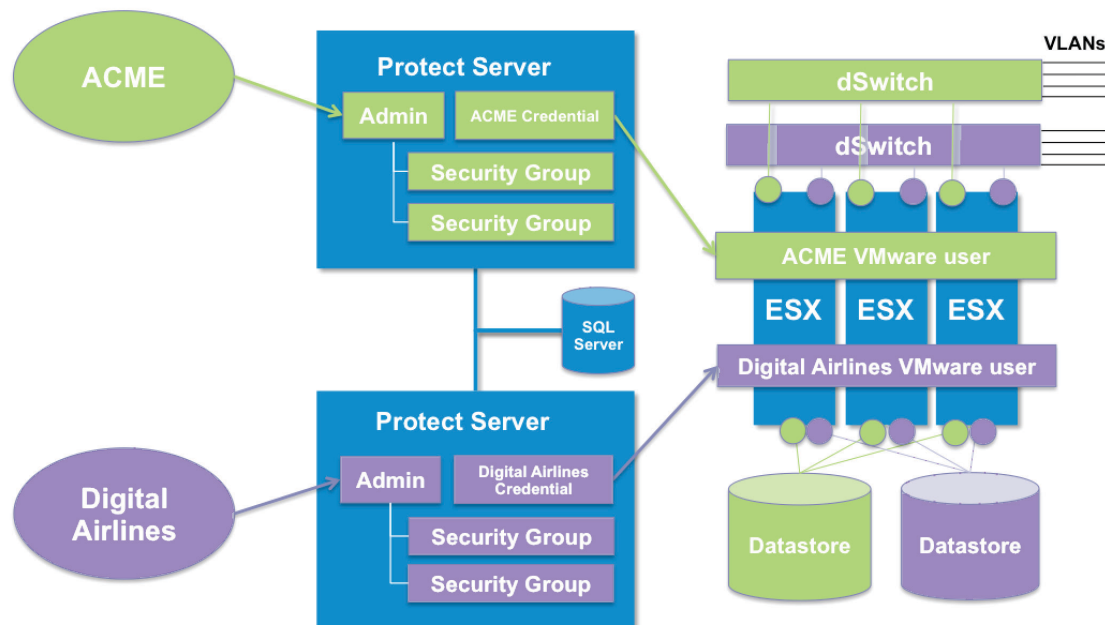 ACME
Protect Server
Admin
ACME Credential
Security Group
Security Group
SQL
Server
Digital
Airlines
Protect Server
Admin
Digital Airlines
Credential
Security Group
Security Group
VLANs
dSwitch
dSwitch
ACME VMware user
ESX
ESX
ESX
Digital Airlines VMware user
Datastore
Datastore